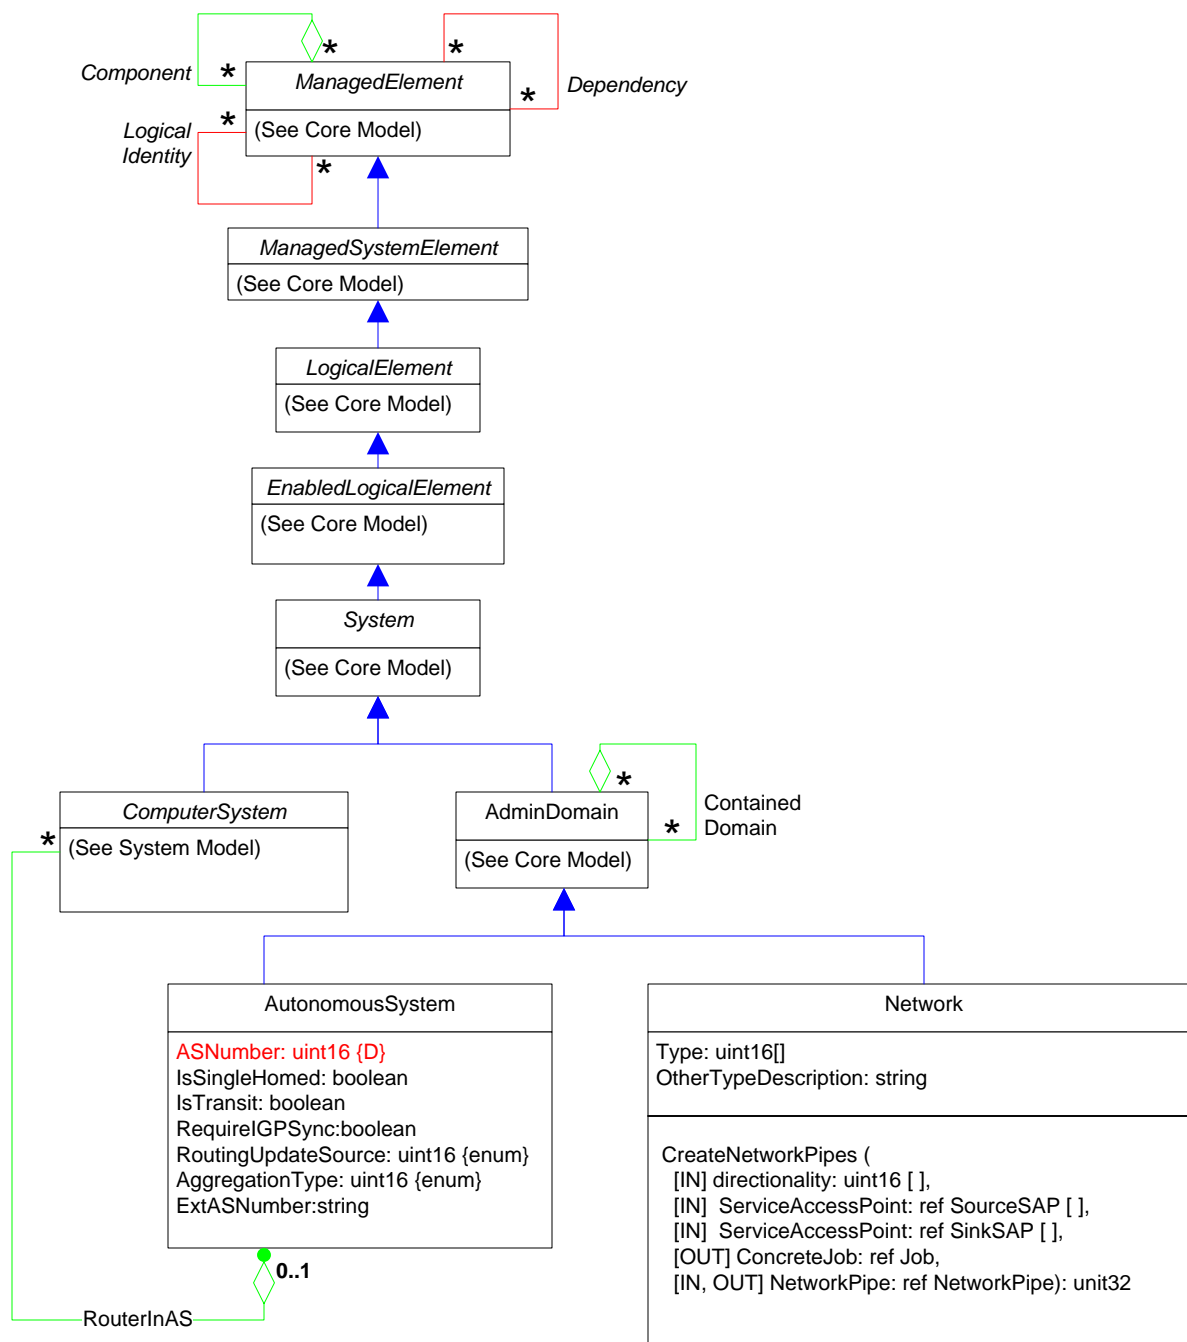 *
*
Component
*
ManagedElement
*
Dependency
*
Logical
Identity
(See Core Model)
*
ManagedSystemElement
(See Core Model)
LogicalElement
(See Core Model)
EnabledLogicalElement
(See Core Model)
System
(See Core Model)
*
ComputerSystem
*
(See System Model)
AdminDomain
*
Contained
Domain
(See Core Model)
AutonomousSystem
ASNumber: uint16 {D}
IsSingleHomed: boolean
IsTransit: boolean
RequireIGPSync:boolean
RoutingUpdateSource: uint16 {enum}
AggregationType: uint16 {enum}
ExtASNumber:string
0..1
RouterInAS
Network
Type: uint16[]
OtherTypeDescription: string
CreateNetworkPipes (
[IN] directionality: uint16 [ ],
[IN]  ServiceAccessPoint: ref SourceSAP [ ],
[IN]  ServiceAccessPoint: ref SinkSAP [ ],
[OUT] ConcreteJob: ref Job,
[IN, OUT] NetworkPipe: ref NetworkPipe): unit32